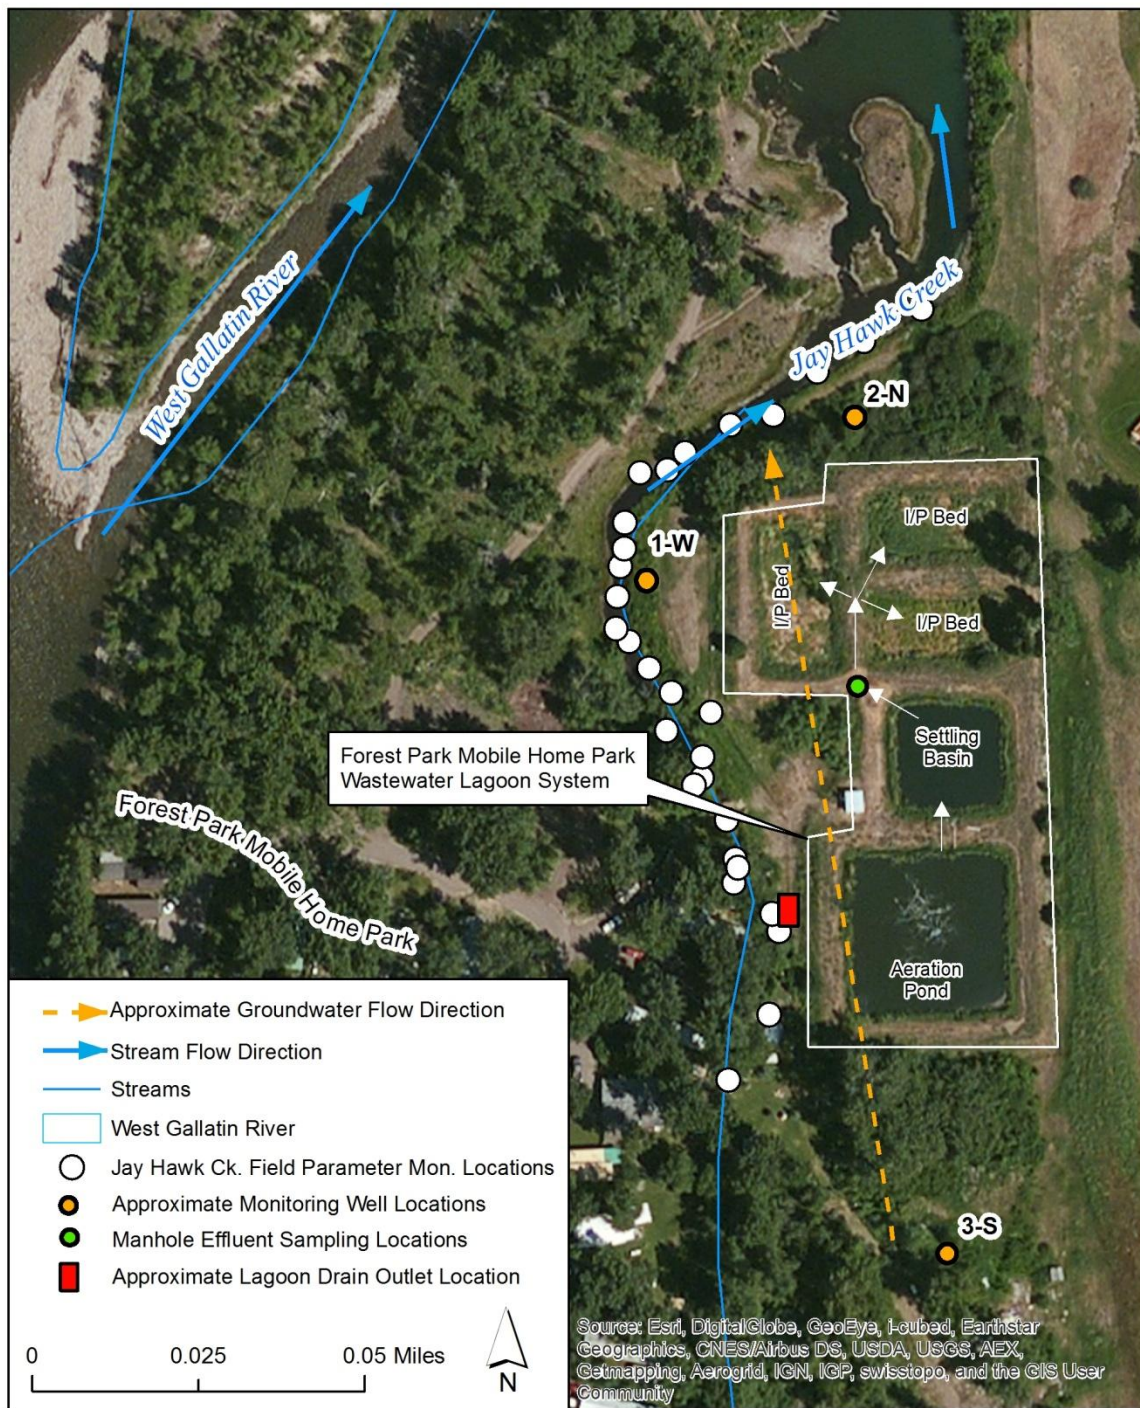 West Gallatin River
Jay Hawk Creek
2-N
I/P Bed
1-W
I/P Bed
I/P Bed
Settling
Basin
Forest Park Mobile Home Park
Wastewater Lagoon System
Forest Park Mobile Home Park
Aeration
Pond
3-S
Approximate Groundwater Flow Direction
Stream Flow Direction
Streams
West Gallatin River
Jay Hawk Ck. Field Parameter Mon. Locations
Approximate Monitoring Well Locations
Manhole Effluent Sampling Locations
Approximate Lagoon Drain Outlet Location
0 0.025 0.05 Miles
N
Source: Esri, DigitalGlobe, GeoEye, i-cubed, Earthstar
Geographics, CNES/Airbus DS, USDA, USGS, AEX,
Getmapping, Aerogrid, IGN, IGP, swisstopo, and the GIS User
Community